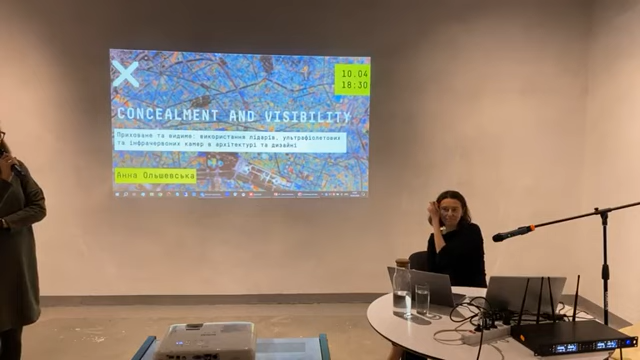 10.04
18:30
CONCEALMENT AND VISIBILITY
Приховане та видиме: використання лідарів, ультрафіолетових
та інфрачервоних камер в архітектурі та дизайні
Анна Ольшевська